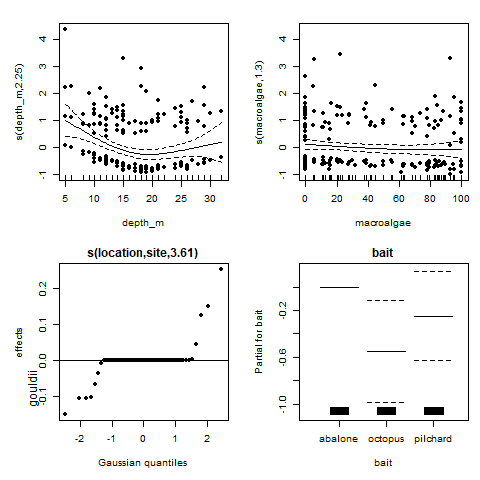 s(depth_m,2.25)
4
3
2
1
0
-1
5
10
15
20
25
30
depth_m
s(macroalgae,1.3)
4
3
2
1
0
-1
0
20
40
60
80
100
macroalgae
s(location,site,3.61)
effects
gouldii
0.2
0.1
0.0
-0.1
-2
-1
0
1
2
Gaussian quantiles
bait
Partial for bait
-0.2
-0.6
-1.0
abalone
octopus
pilchard
bait